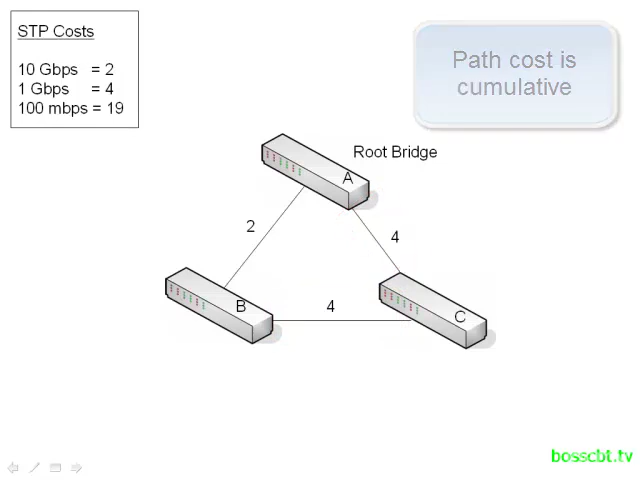 STP Costs
10 Gbps = 2
1 Gbps = 4
100 mbps = 19
Path cost is
cumulative
Root Bridge
A
2
4
B
4
C
bosscbt.tv